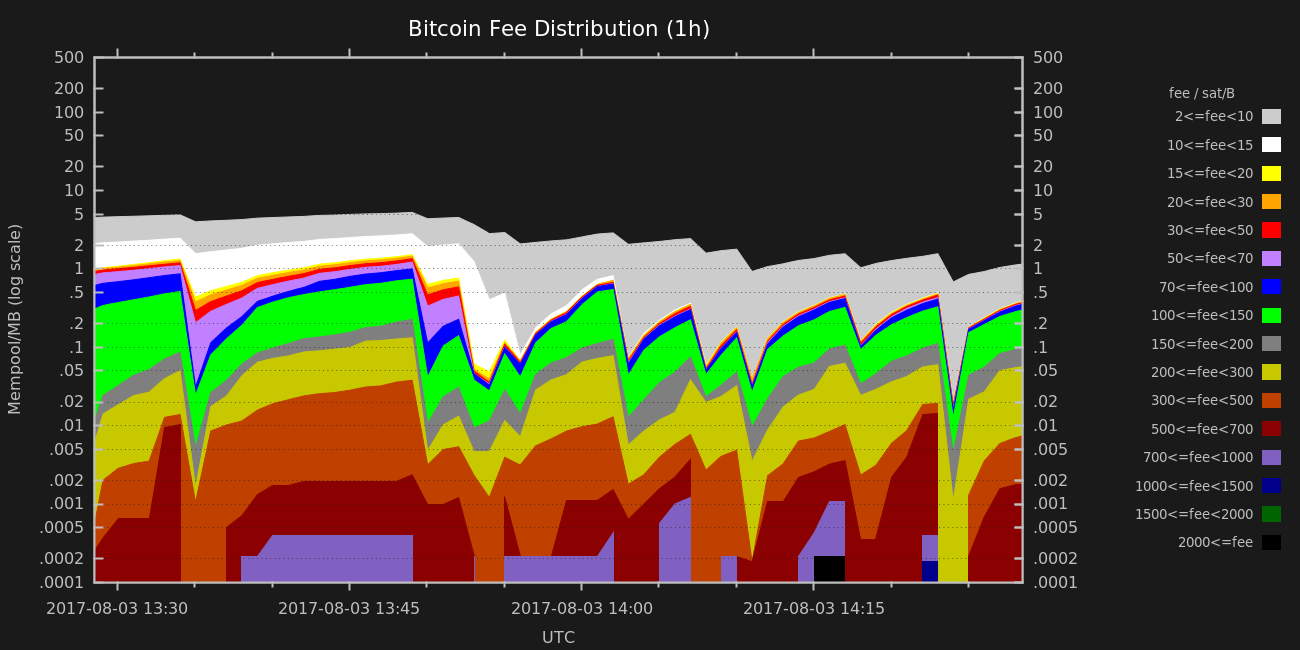 Bitcoin Fee Distribution (1h)
500
200
100
50
20
10
5
2
1
.5
.2
.1
.05
.02
.01
.005
.002
.001
.0005
.0002
.0001
Mempool/MB (log scale)
500
200
100
50
20
10
5
2
1
.5
.2
.1
.05
.02
.01
.005
.002
.001
.0005
.0002
.0001
2017-08-03 13:30
2017-08-03 13:45
2017-08-03 14:00
2017-08-03 14:15
UTC
fee / sat/B
2<=fee<10
10<=fee<15
15<=fee<20
20<=fee<30
30<=fee<50
50<=fee<70
70<=fee<100
100<=fee<150
150<=fee<200
200<=fee<300
300<=fee<500
500<=fee<700
700<=fee<1000
1000<=fee<1500
1500<=fee<2000
2000<=fee